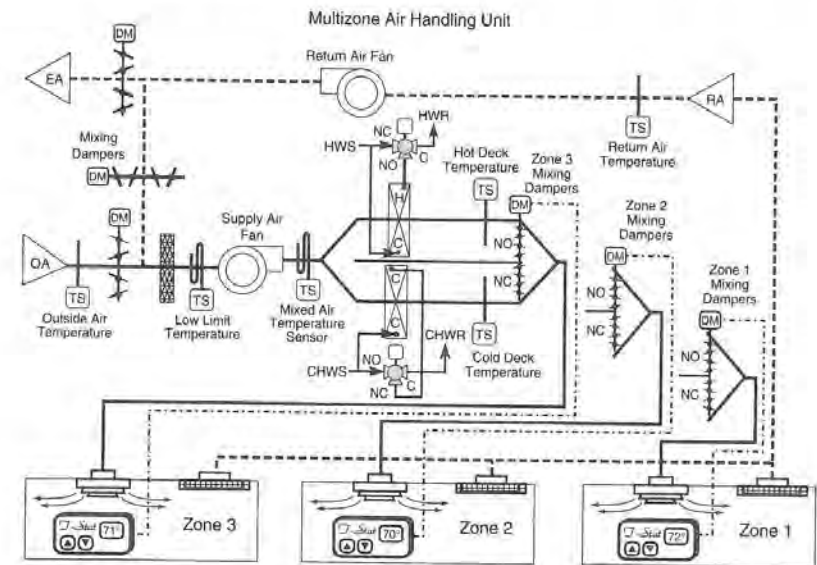 Multizone Air Handling Unit
DM
EA
Return Air Fan
RA
TS
Return Air
Temperature
Mixing
Dampers
DM
HWR
NC
HWS
C
NO
Hot Deck
Temperature
TS
Zone 3
Mixing
Dampers
DM
Zone 2
Mixing
Dampers
DM
Zone 1
Mixing
Dampers
DM
DM
Supply Air
Fan
H
C
NO
NC
NO
NC
NO
NC
OA
TS
Outside Air
Temperature
TS
Low Limit
Temperature
TS
Mixed Air
Temperature
Sensor
C
C
TS
Cold Deck
Temperature
CHWR
NO
CHWS
C
NC
T-Stat 71°
Zone 3
T-Stat 70°
Zone 2
T-Stat 72°
Zone 1